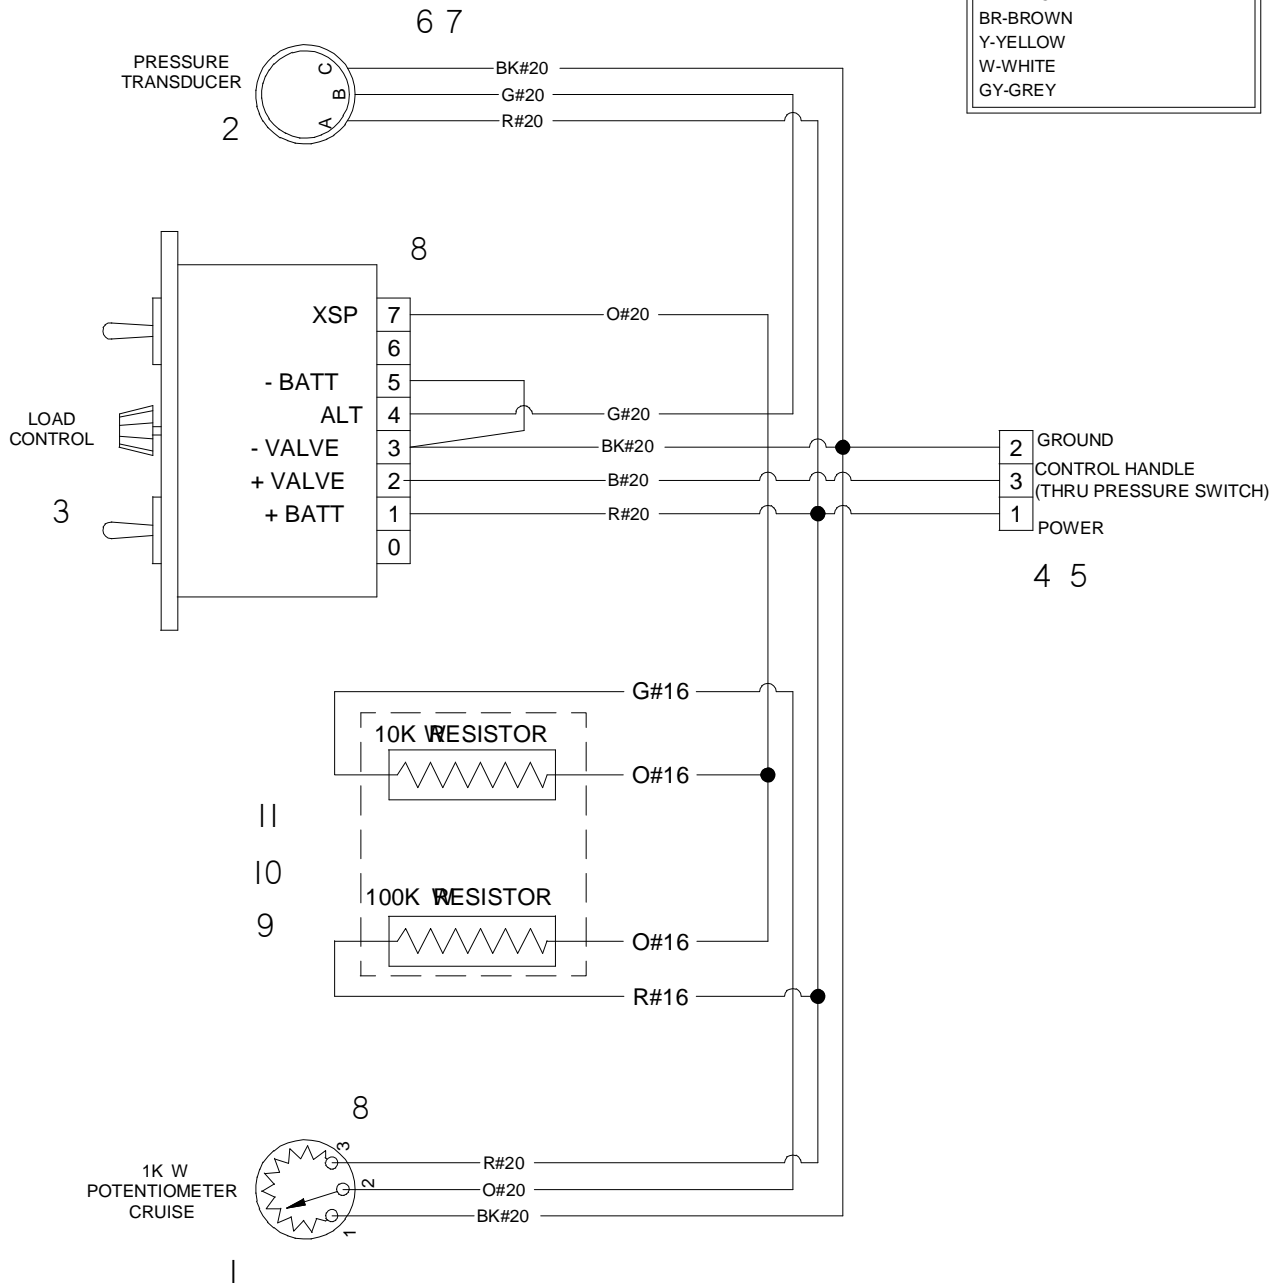 6 7
BR-BROWN
Y-YELLOW
W-WHITE
GY-GREY
PRESSURE
TRANSDUCER
C
B
A
BK#20
G#20
R#20
2
8
XSP 7
6
- BATT 5
ALT 4
- VALVE 3
+ VALVE 2
+ BATT 1
0
O#20
G#20
BK#20
B#20
R#20
LOAD
CONTROL
3
2 GROUND
3 CONTROL HANDLE
(THRU PRESSURE SWITCH)
1 POWER
4 5
G#16
10K W RESISTOR
O#16
11
10
9
100K W RESISTOR
O#16
R#16
8
3
2
1
R#20
O#20
BK#20
1K W
POTENTIOMETER
CRUISE
1